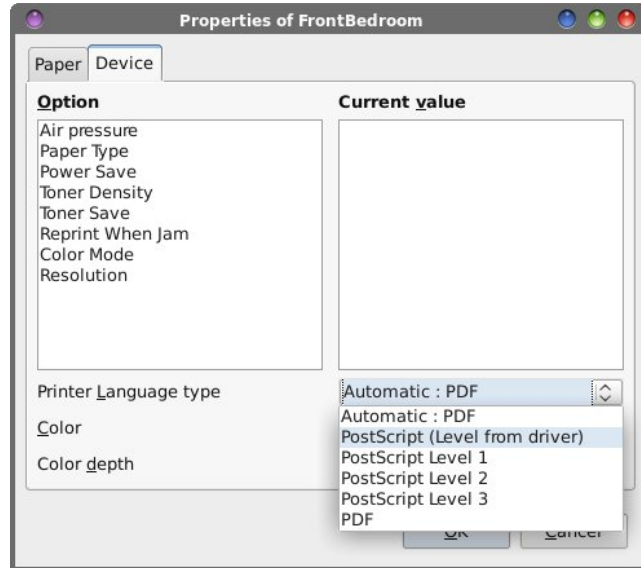 Properties of FrontBedroom
Paper
Device
Option
Current value
Air pressure
Paper Type
Power Save
Toner Density
Toner Save
Reprint When Jam
Color Mode
Resolution
Printer Language type
Automatic : PDF
Automatic : PDF
PostScript (Level from driver)
PostScript Level 1
PostScript Level 2
PostScript Level 3
PDF
Color
Color depth
OK
Cancel